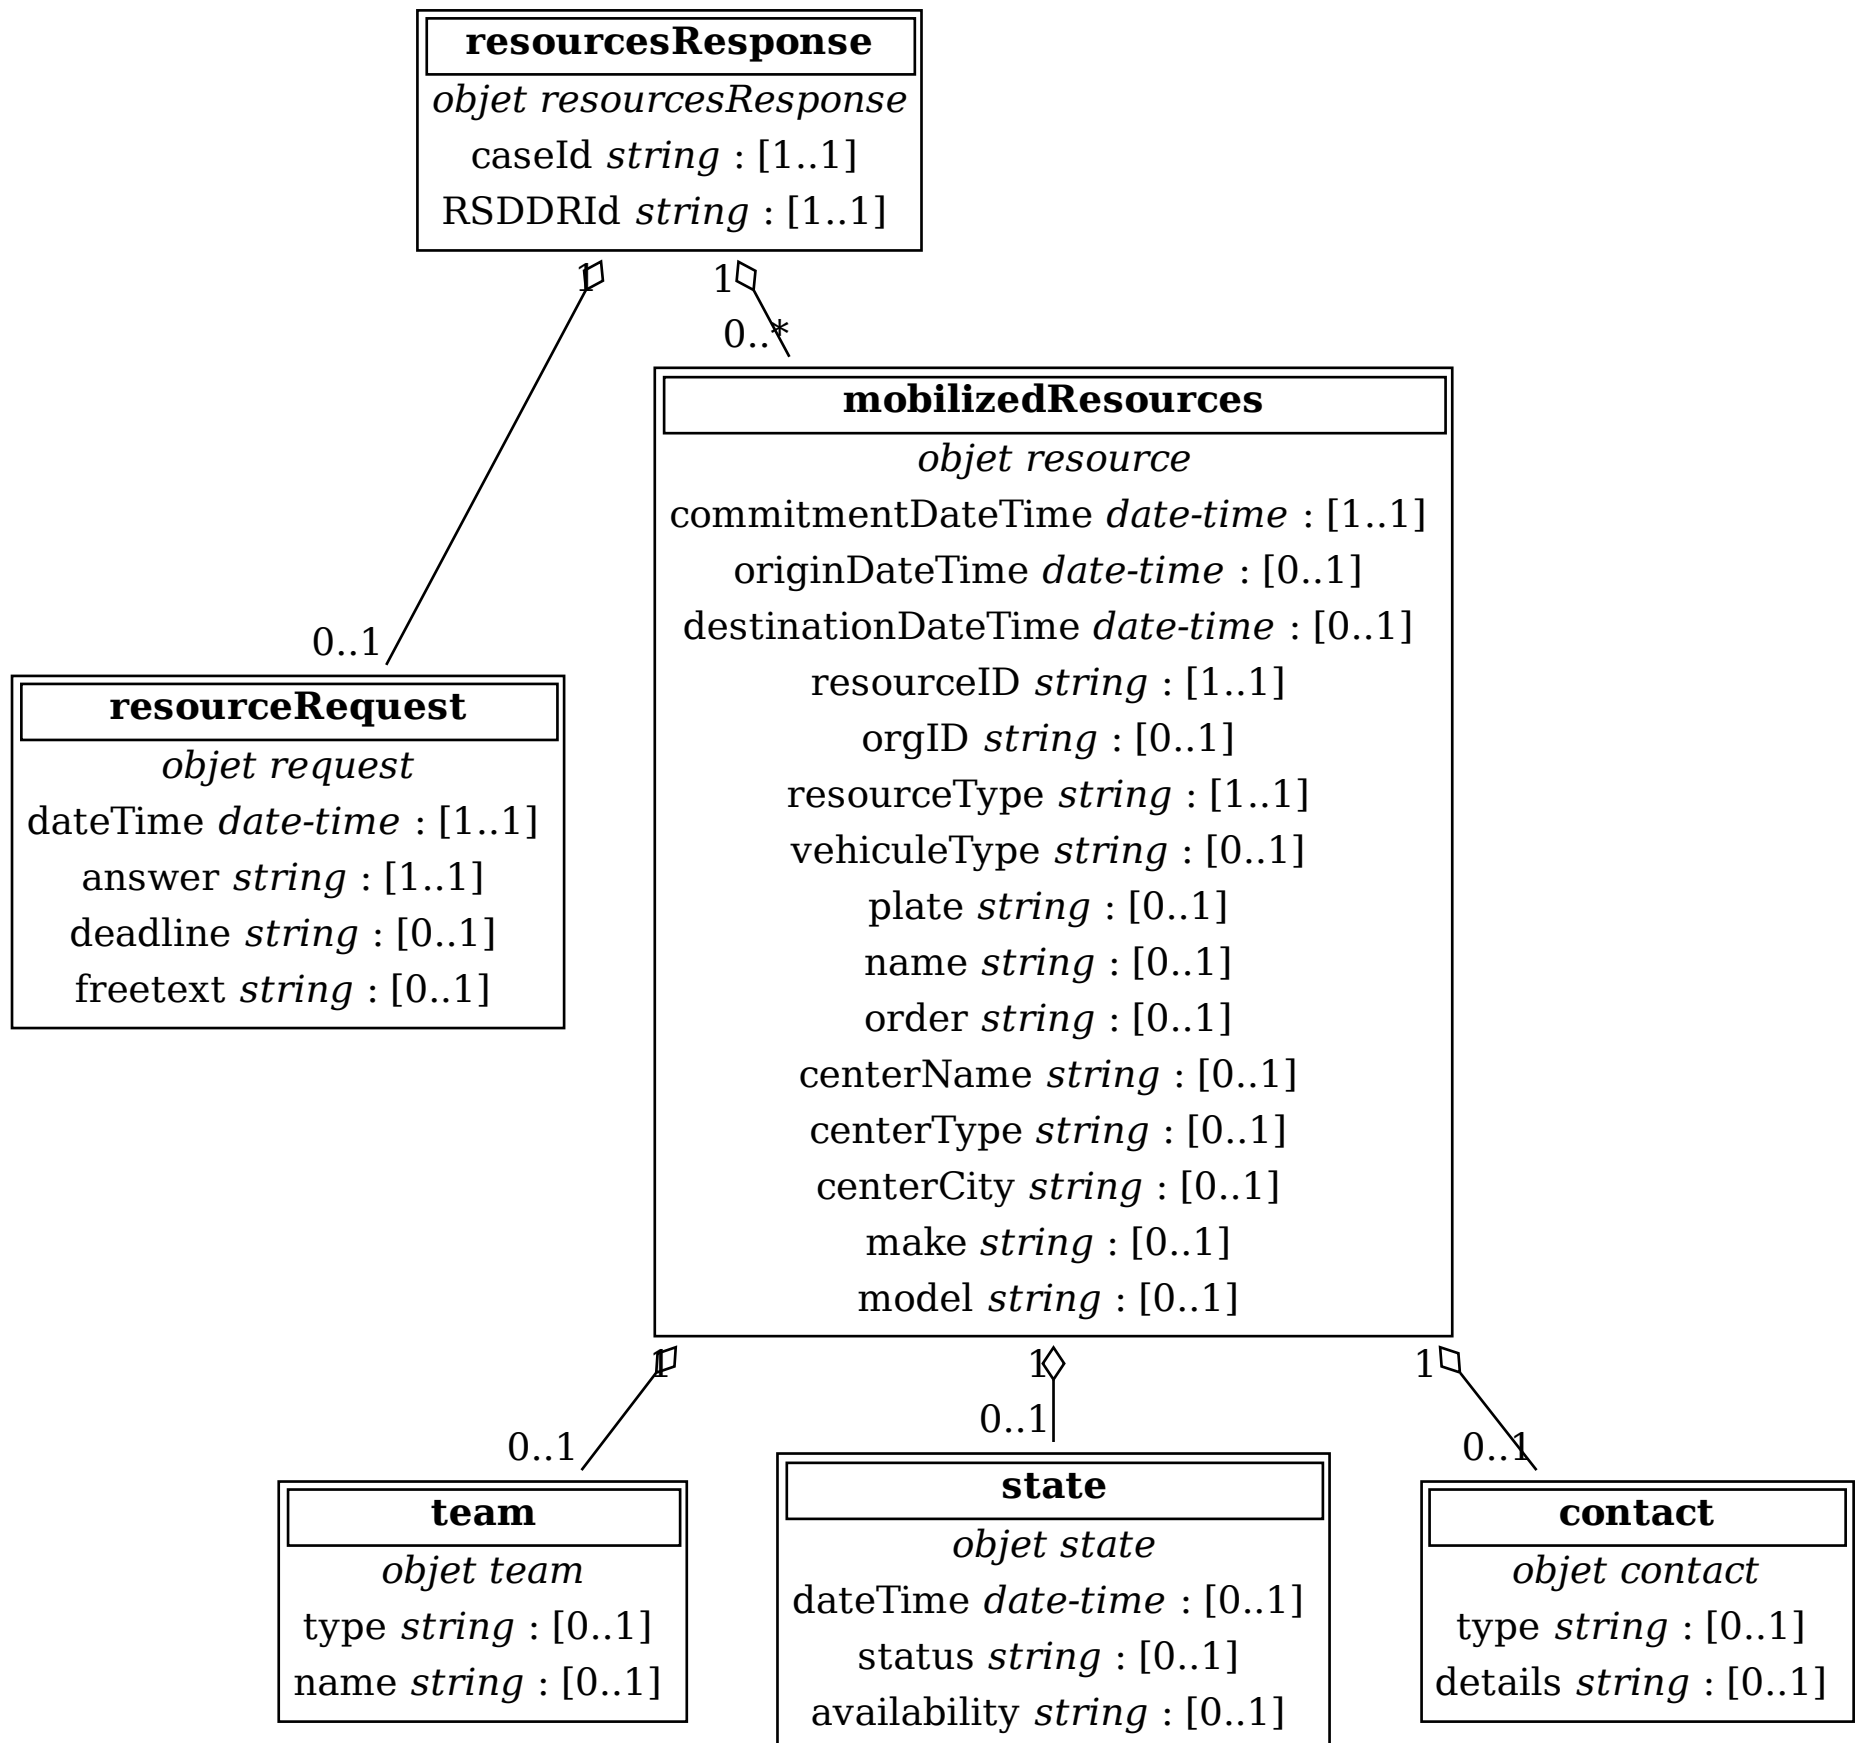 resourcesResponse
objet resourcesResponse
caseId string : [1..1]
RSDDRId string : [1..1]
1
1
0..*
0..1
resourceRequest
objet request
dateTime date-time : [1..1]
answer string : [1..1]
deadline string : [0..1]
freetext string : [0..1]
mobilizedResources
objet resource
commitmentDateTime date-time : [1..1]
originDateTime date-time : [0..1]
destinationDateTime date-time : [0..1]
resourceID string : [1..1]
orgID string : [0..1]
resourceType string : [1..1]
vehiculeType string : [0..1]
plate string : [0..1]
name string : [0..1]
order string : [0..1]
centerName string : [0..1]
centerType string : [0..1]
centerCity string : [0..1]
make string : [0..1]
model string : [0..1]
1
1
1
0..1
0..1
0..1
team
objet team
type string : [0..1]
name string : [0..1]
state
objet state
dateTime date-time : [0..1]
status string : [0..1]
availability string : [0..1]
contact
objet contact
type string : [0..1]
details string : [0..1]